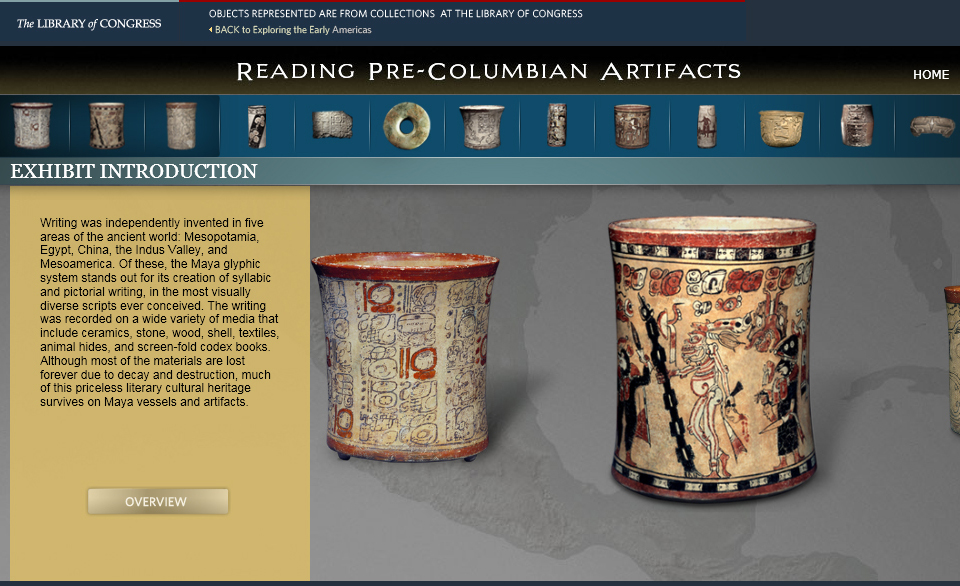 The LIBRARY of CONGRESS
OBJECTS REPRESENTED ARE FROM COLLECTIONS AT THE LIBRARY OF CONGRESS
BACK to Exploring the Early Americas
READING PRE-COLUMBIAN ARTIFACTS
HOME
EXHIBIT INTRODUCTION
Writing was independently invented in five
areas of the ancient world: Mesopotamia,
Egypt, China, the Indus Valley, and
Mesoamerica. Of these, the Maya glyphic
system stands out for its creation of syllabic
and pictorial writing, in the most visually
diverse scripts ever conceived. The writing
was recorded on a wide variety of media that
include ceramics, stone, wood, shell, textiles,
animal hides, and screen-fold codex books.
Although most of the materials are lost
forever due to decay and destruction, much
of this priceless literary cultural heritage
survives on Maya vessels and artifacts.
OVERVIEW